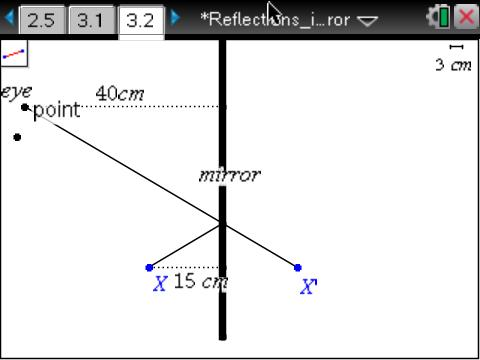 2.5 3.1 3.2 *Reflections_i...ror
3 cm
eye
point
40cm
mirror
X 15 cm
X'